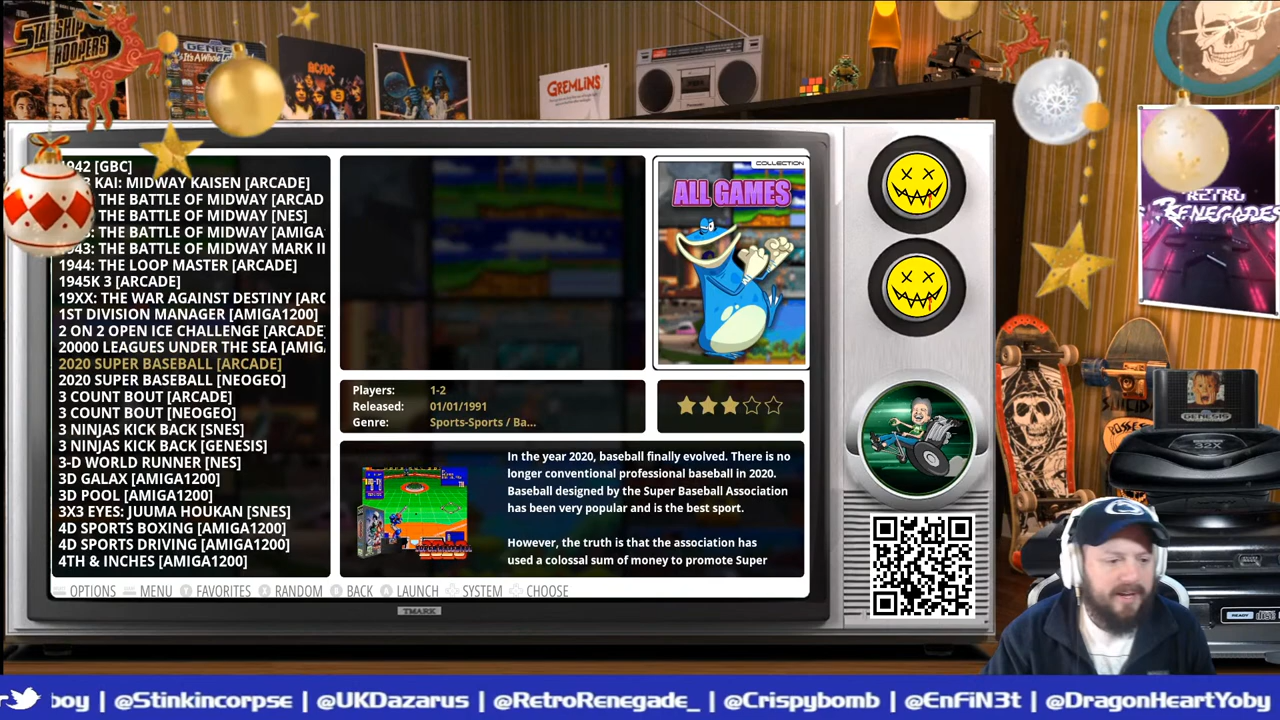 STARSHIP
TROOPERS
GENESIS
It's A Whole
AC/DC
GREMLINS
1942 [GBC]
KAI: MIDWAY KAISEN [ARCADE]
THE BATTLE OF MIDWAY [ARCAD
THE BATTLE OF MIDWAY [NES]
THE BATTLE OF MIDWAY [AMIGA
1943: THE BATTLE OF MIDWAY MARK II
1944: THE LOOP MASTER [ARCADE]
1945K 3 [ARCADE]
19XX: THE WAR AGAINST DESTINY [ARC
1ST DIVISION MANAGER [AMIGA1200]
2 ON 2 OPEN ICE CHALLENGE [ARCADE]
20000 LEAGUES UNDER THE SEA [AMIG
2020 SUPER BASEBALL [ARCADE]
2020 SUPER BASEBALL [NEOGEO]
3 COUNT BOUT [ARCADE]
3 COUNT BOUT [NEOGEO]
3 NINJAS KICK BACK [SNES]
3 NINJAS KICK BACK [GENESIS]
3-D WORLD RUNNER [NES]
3D GALAX [AMIGA1200]
3D POOL [AMIGA1200]
3X3 EYES: JUUMA HOUKAN [SNES]
4D SPORTS BOXING [AMIGA1200]
4D SPORTS DRIVING [AMIGA1200]
4TH & INCHES [AMIGA1200]
COLLECTION
ALL GAMES
Players: 1-2
Released: 01/01/1991
Genre: Sports-Sports / Ba...
In the year 2020, baseball finally evolved. There is no
longer conventional professional baseball in 2020.
Baseball designed by the Super Baseball Association
has been very popular and is the best sport.
However, the truth is that the association has
used a colossal sum of money to promote Super
OPTIONS MENU FAVORITES RANDOM BACK LAUNCH SYSTEM CHOOSE
TMARK
RETRO
RENEGADES
GENESIS
32X
READY
boy | @Stinkincorpse | @UKDazarus | @RetroRenegade_ | @Crispybomb | @EnFiN3t | @DragonHeartYoby